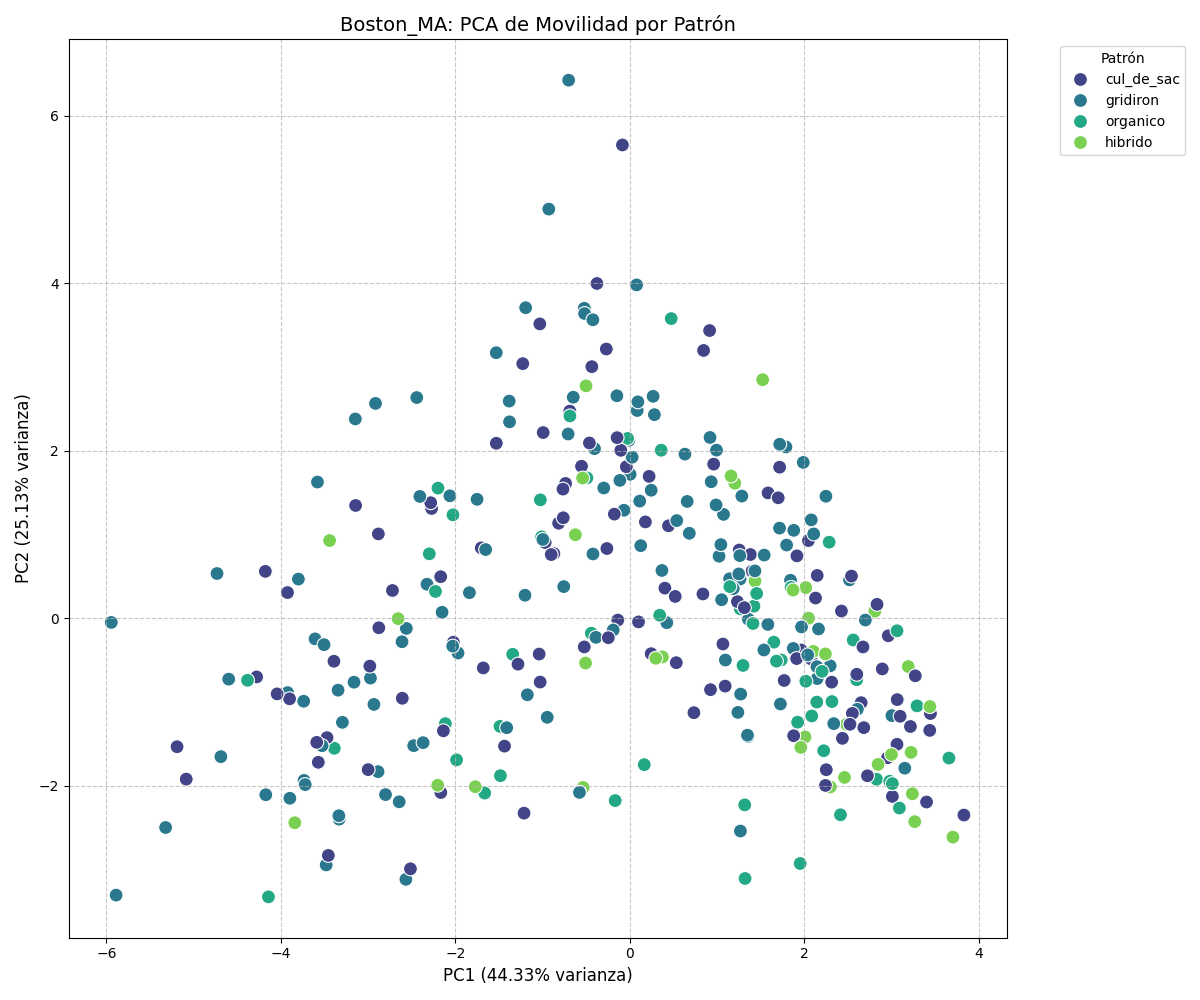 Boston_MA: PCA de Movilidad por Patrón
Patrón
cul_de_sac
gridiron
organico
hibrido
PC2 (25.13% varianza)
6
4
2
0
−2
−6
−4
−2
0
2
4
PC1 (44.33% varianza)